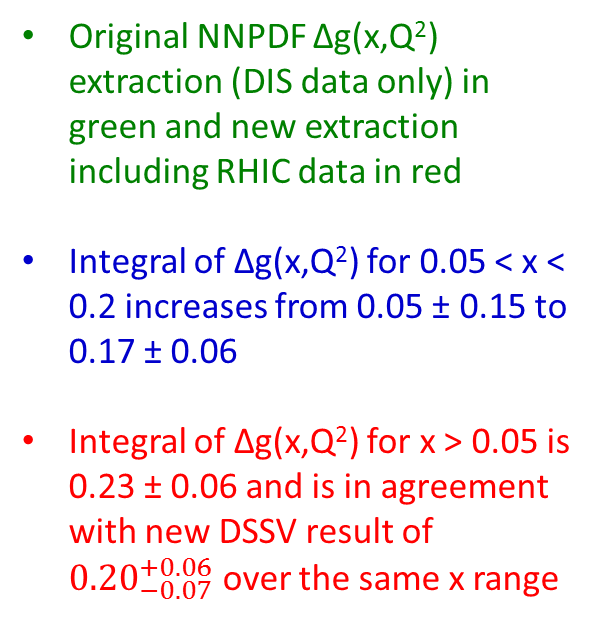 • Original NNPDF Δg(x,Q²)
extraction (DIS data only) in
green and new extraction
including RHIC data in red
• Integral of Δg(x,Q²) for 0.05 < x <
0.2 increases from 0.05 ± 0.15 to
0.17 ± 0.06
• Integral of Δg(x,Q²) for x > 0.05 is
0.23 ± 0.06 and is in agreement
with new DSSV result of
0.20^{+0.06}_{−0.07} over the same x range